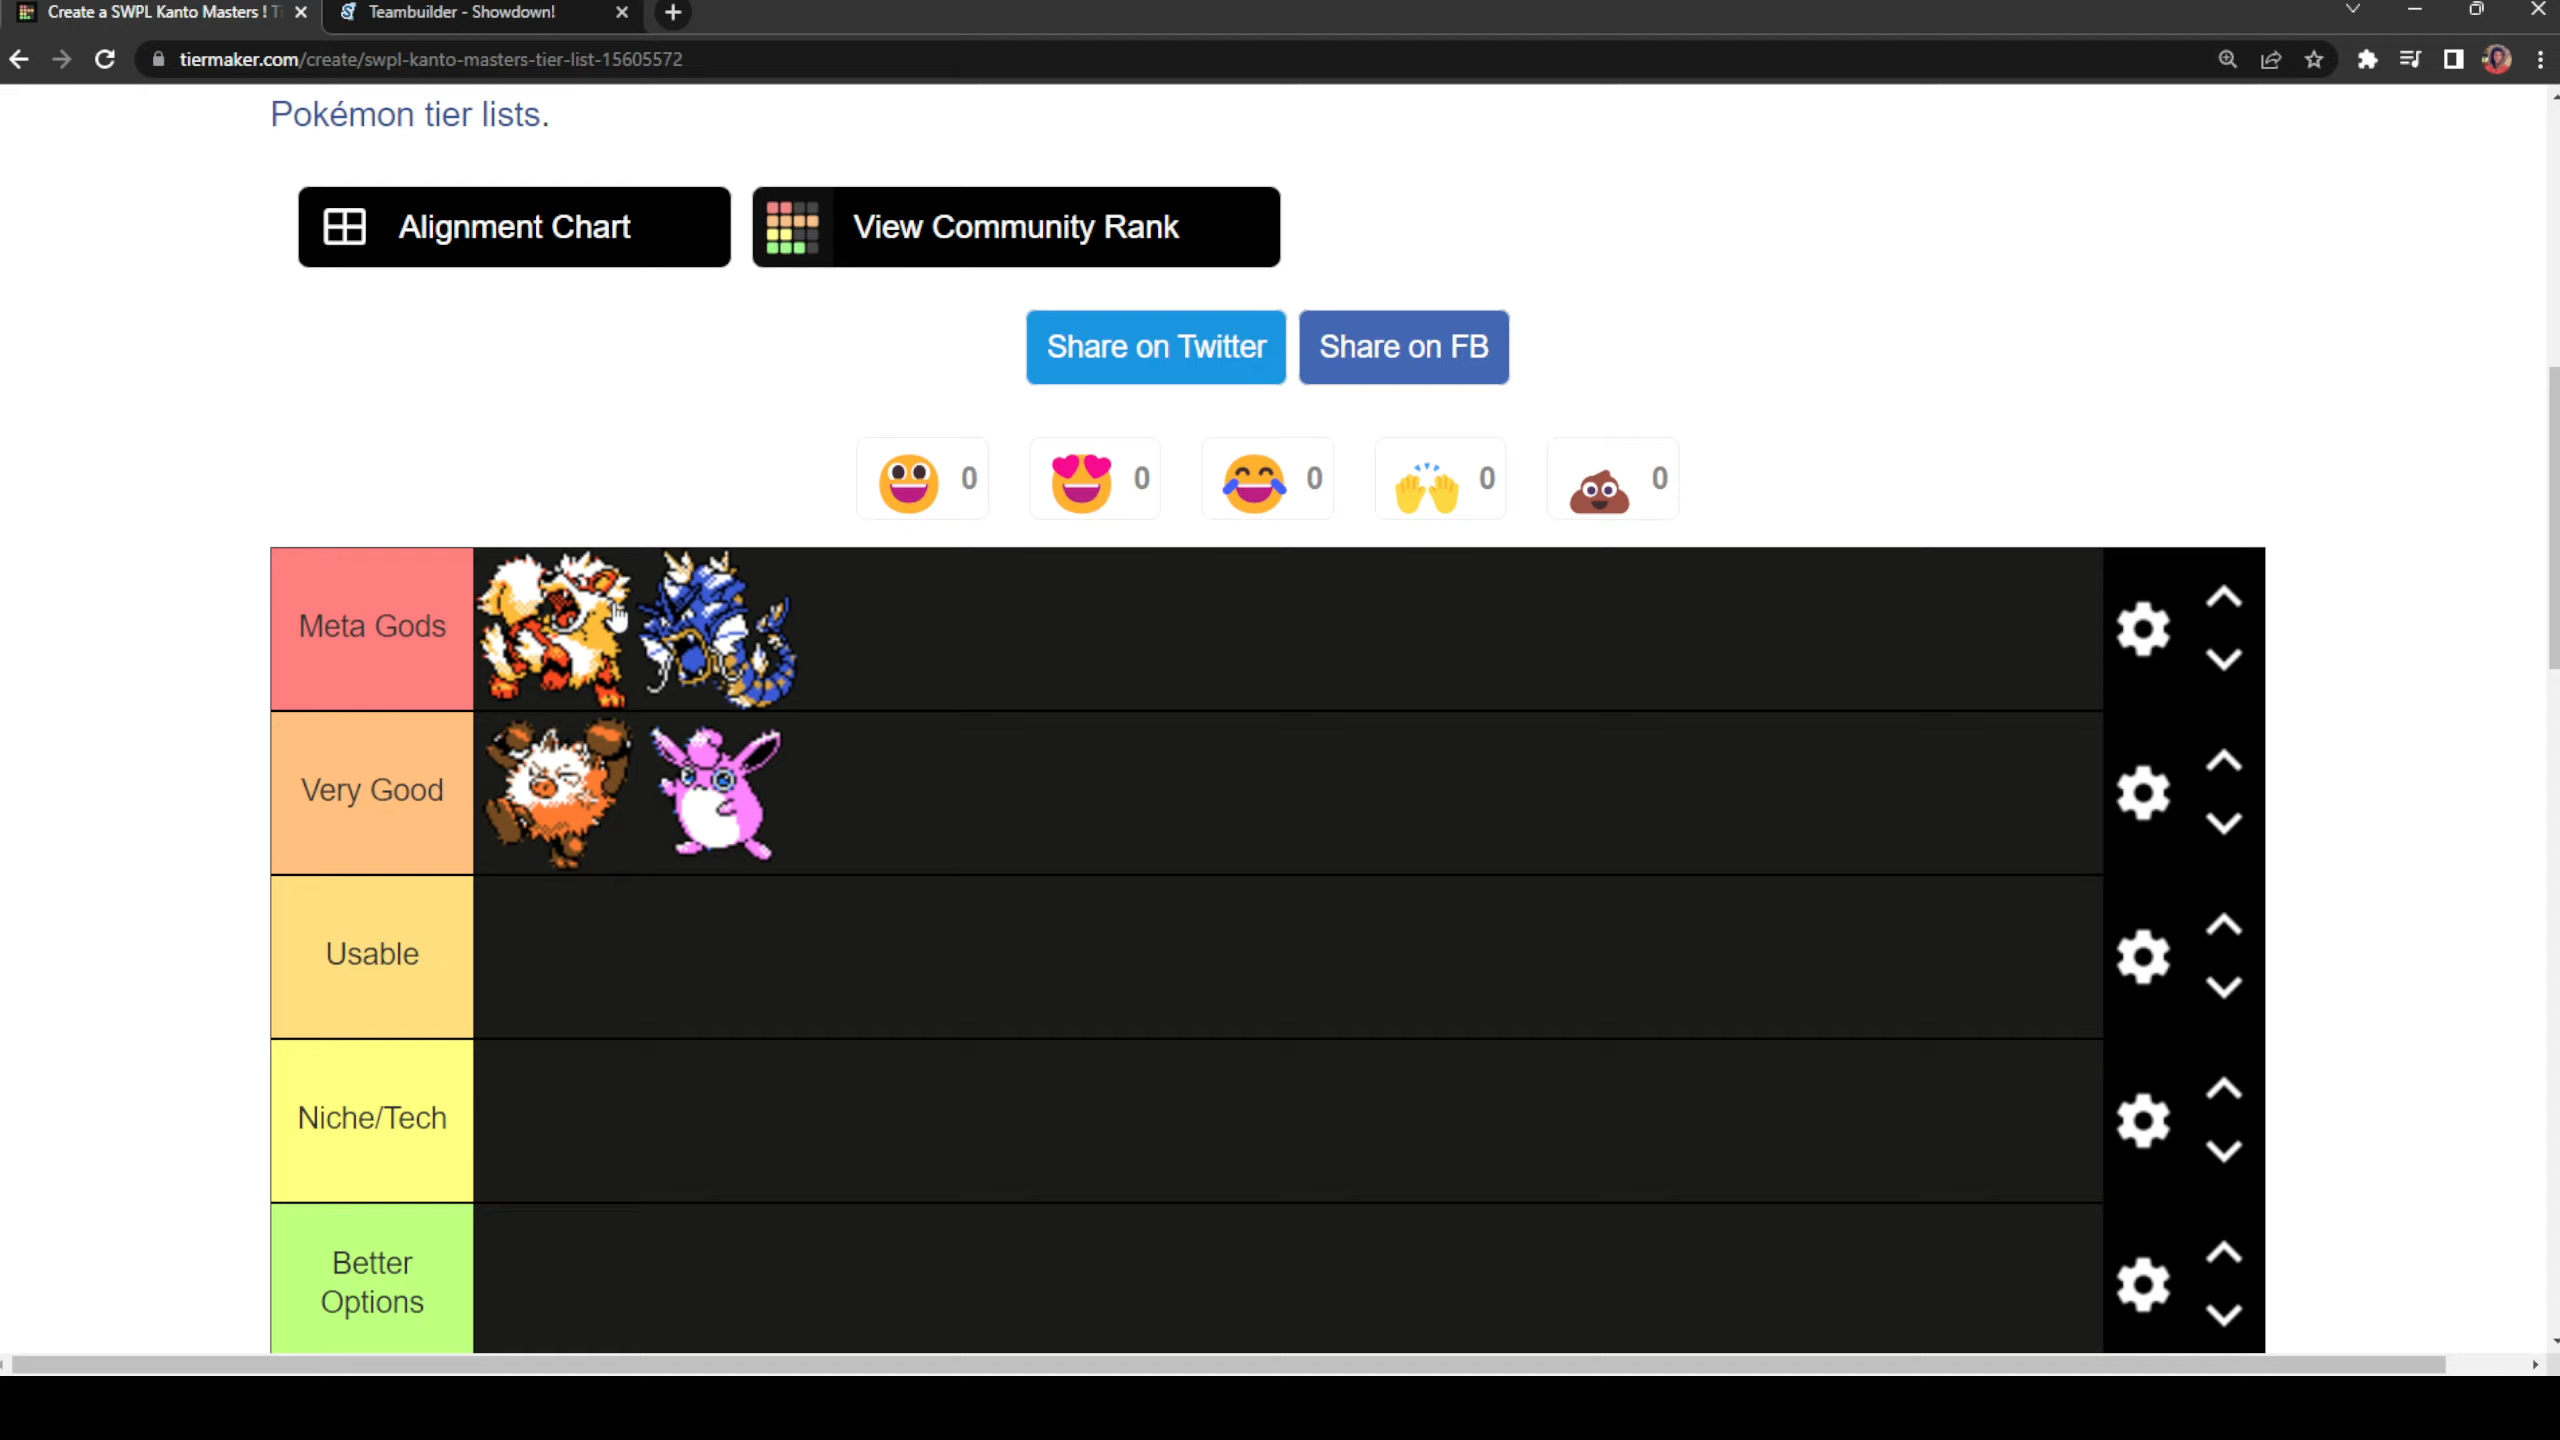 Create a SWPL Kanto Masters ! Ti
Teambuilder - Showdown!
tiermaker.com/create/swpl-kanto-masters-tier-list-15605572
Pokémon tier lists.
Alignment Chart
View Community Rank
Share on Twitter
Share on FB
0
0
0
0
0
Meta Gods
Very Good
Usable
Niche/Tech
Better
Options